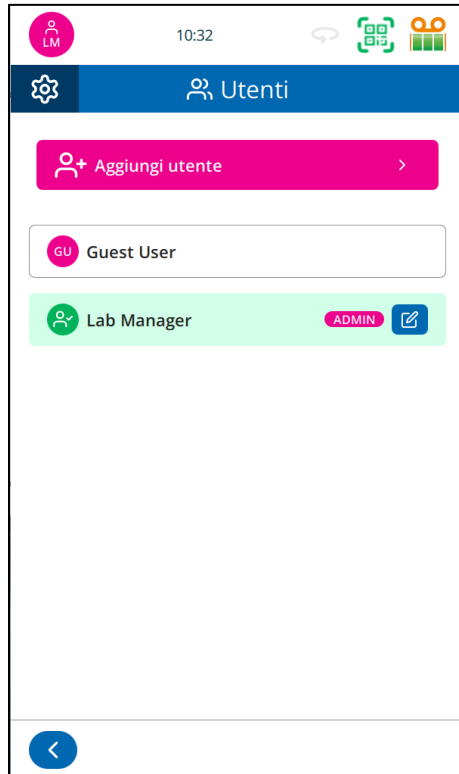 LM
10:32
Utenti
Aggiungi utente
GU Guest User
Lab Manager ADMIN